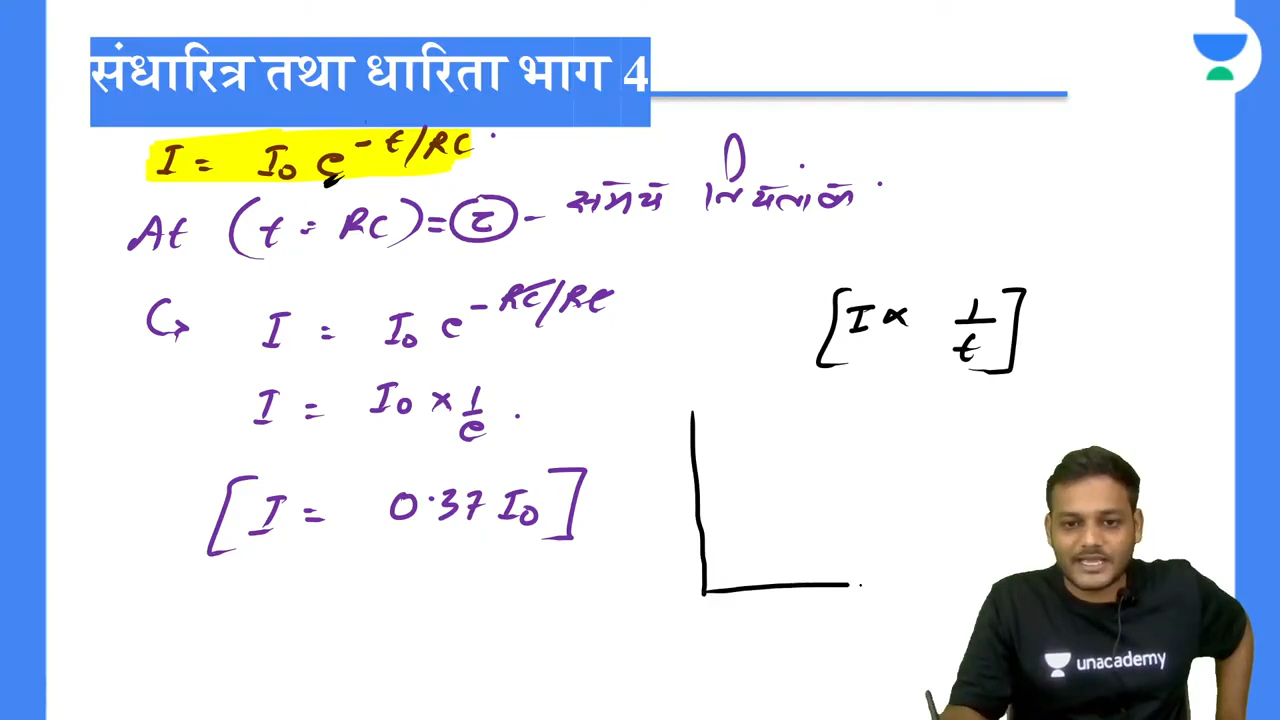 संधारित्र तथा धारिता भाग 4
I = I₀ e^-t/RC
At (t = RC) = τ - समय नियतांक
I = I₀ e^-RC/RC
I = I₀ × 1/e
[I = 0.37 I₀]
[I ∝ 1/t]
unacademy